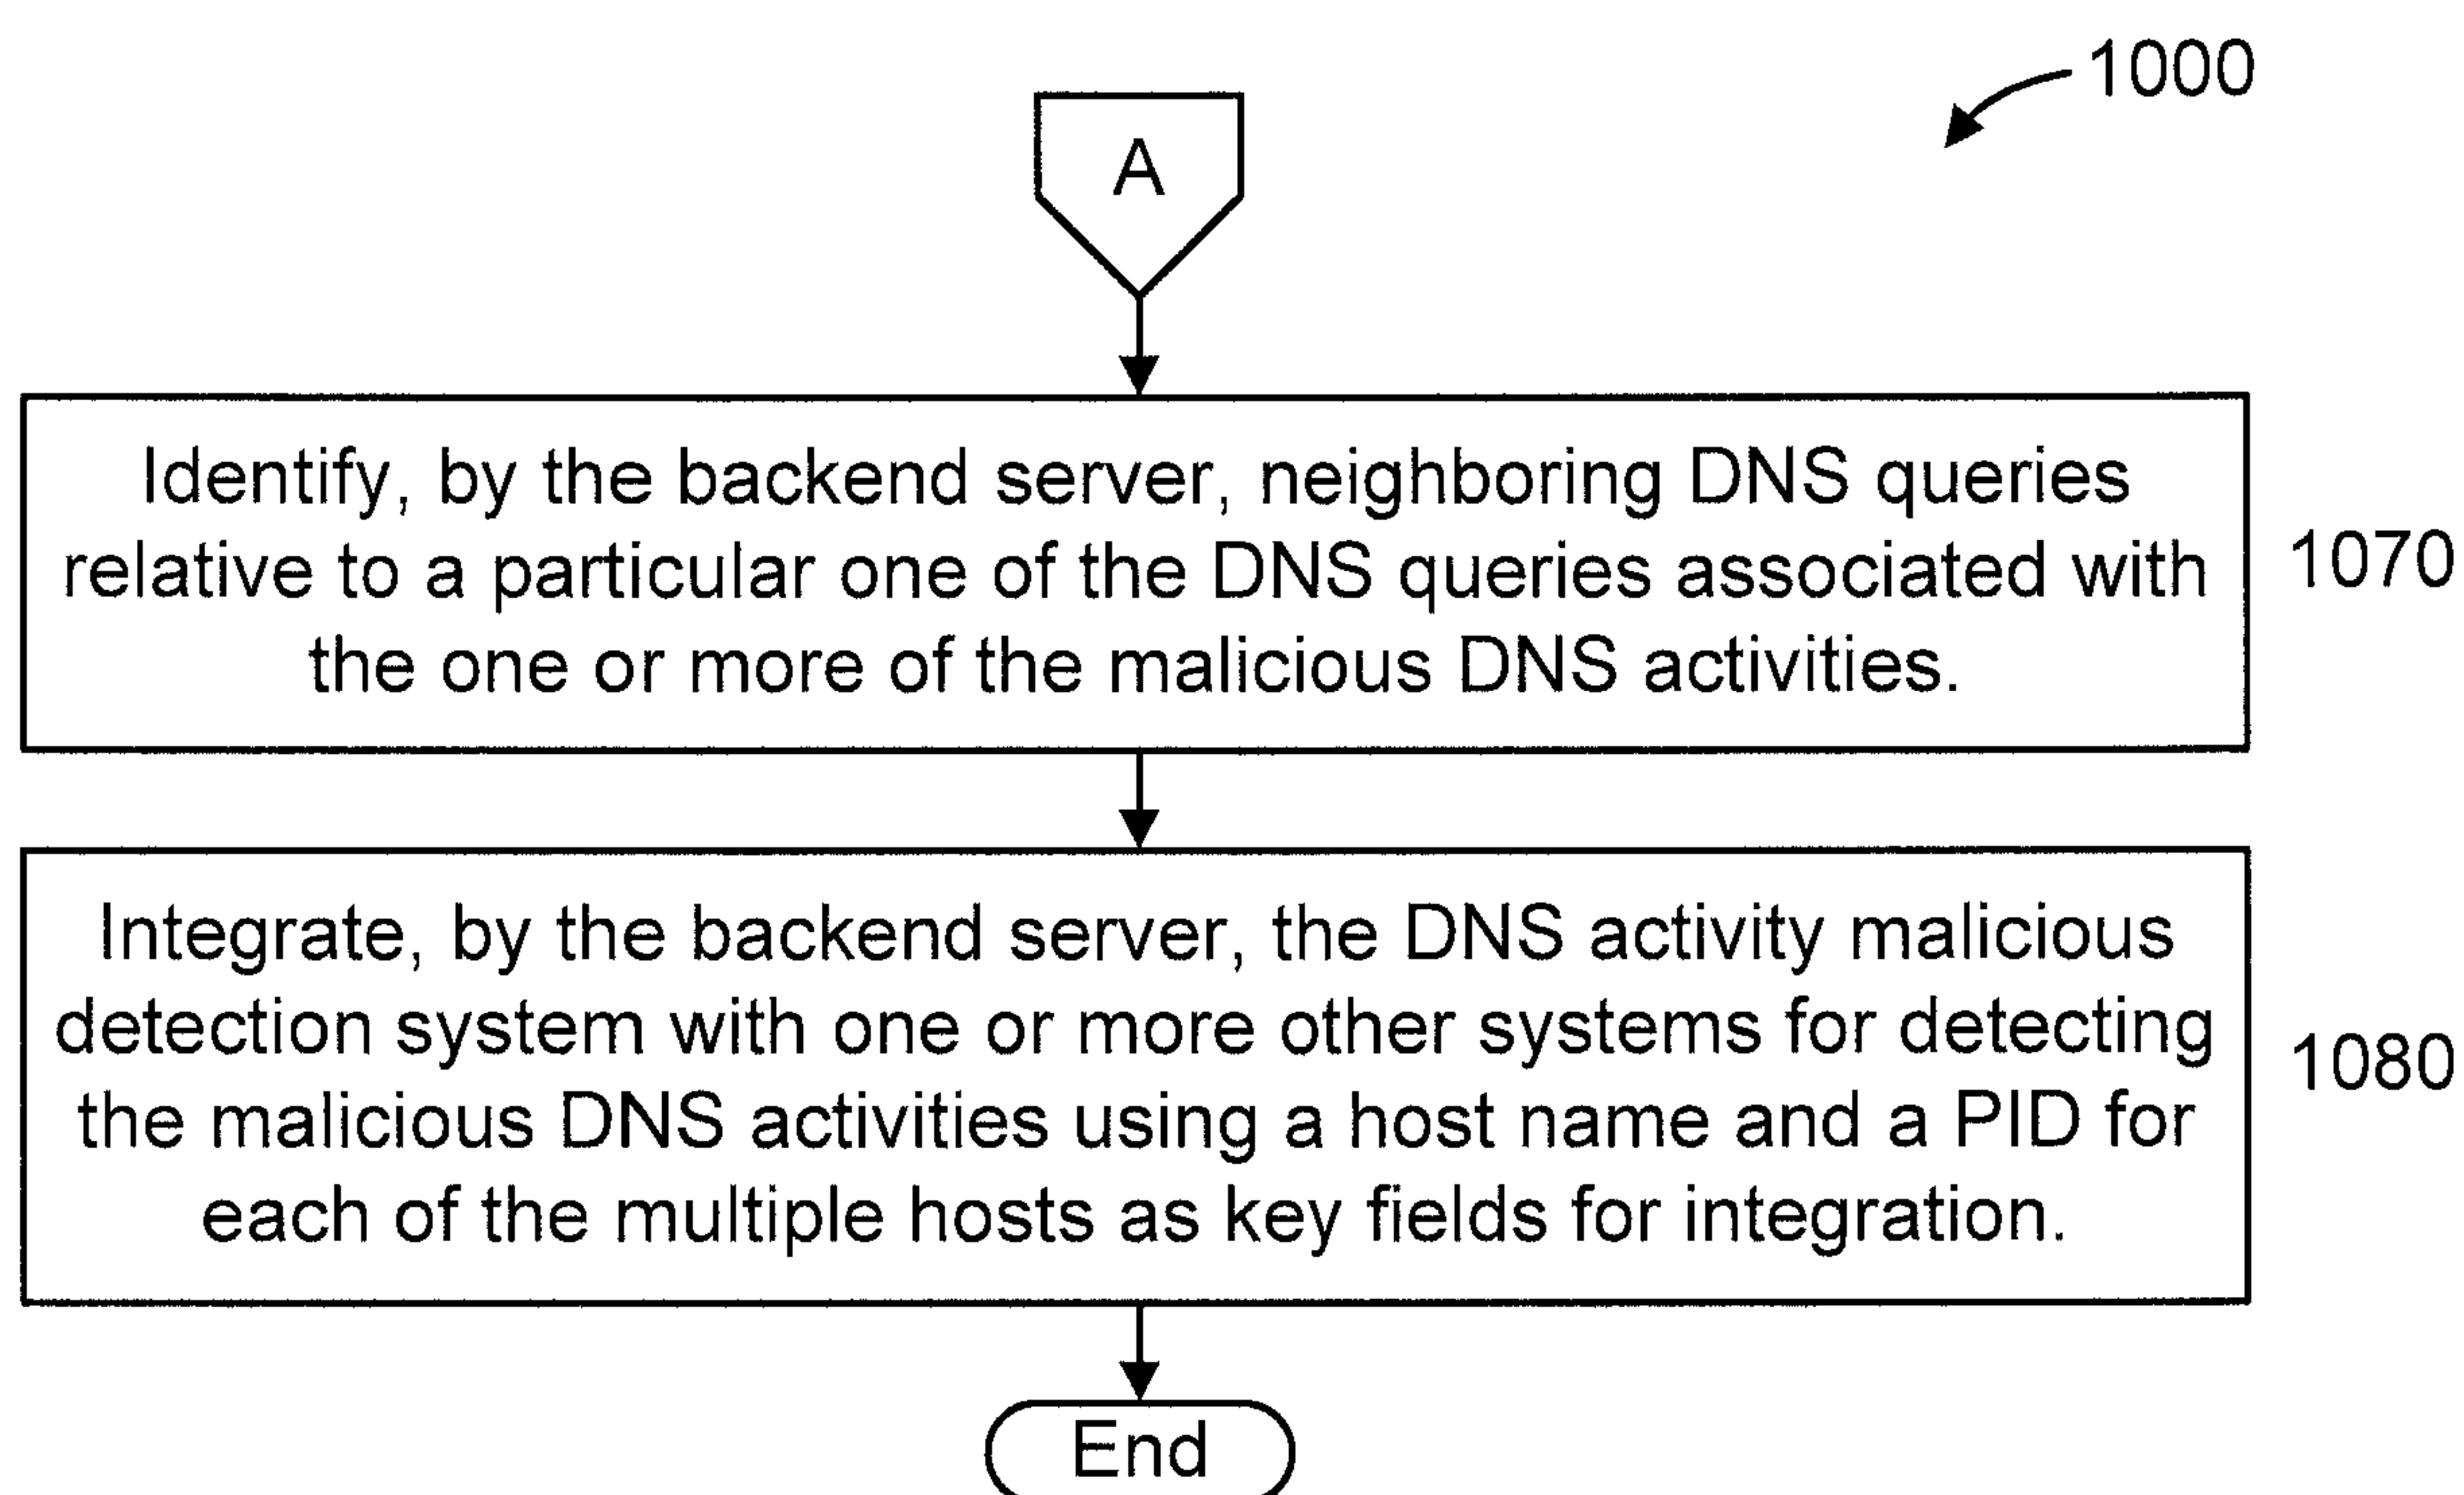 1000
A
Identify, by the backend server, neighboring DNS queries
relative to a particular one of the DNS queries associated with
the one or more of the malicious DNS activities.
1070
Integrate, by the backend server, the DNS activity malicious
detection system with one or more other systems for detecting
the malicious DNS activities using a host name and a PID for
each of the multiple hosts as key fields for integration.
1080
End